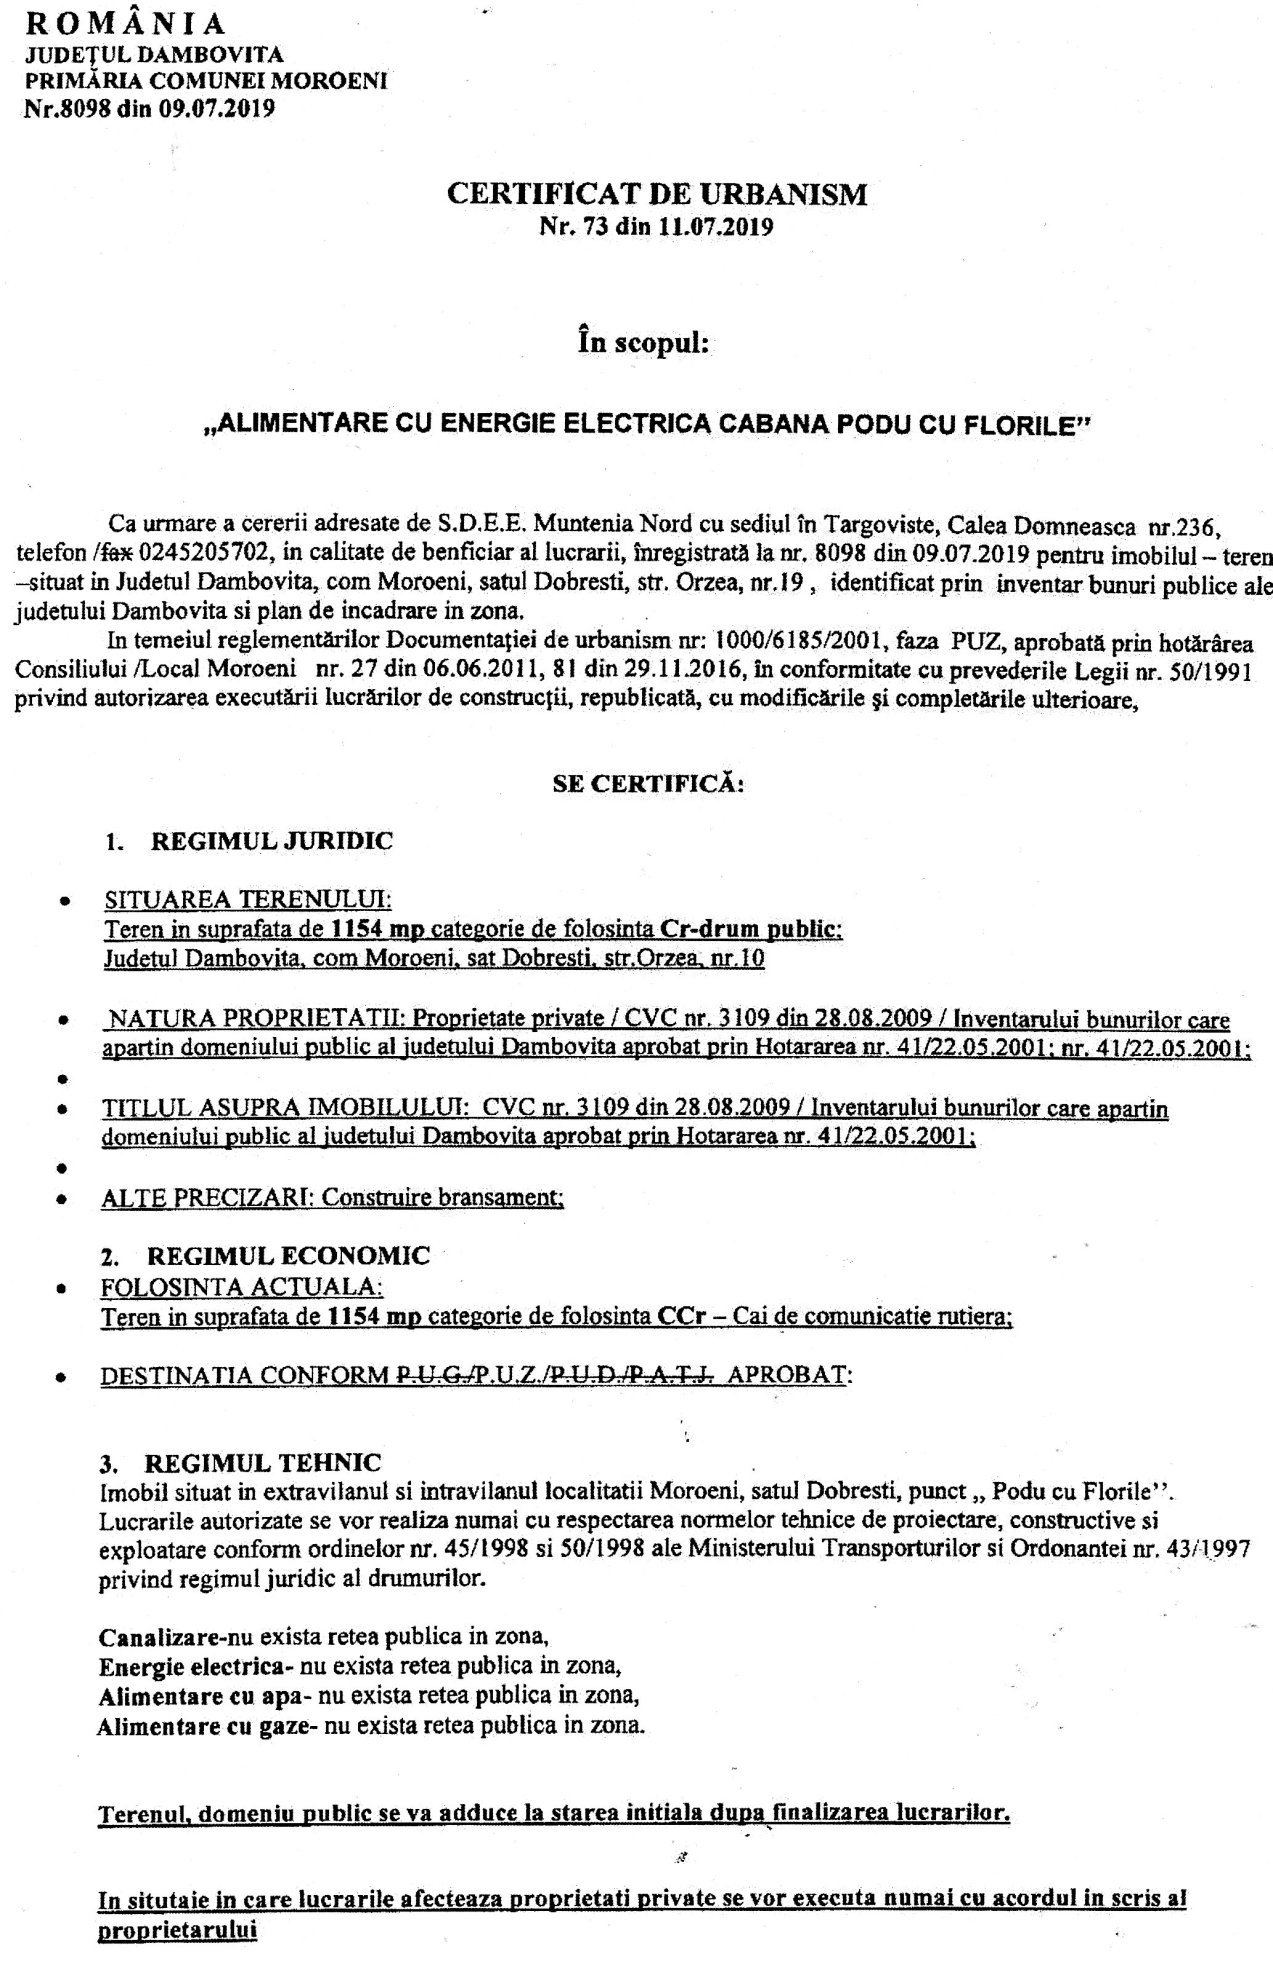 ROMÂNIA
JUDEŢUL DAMBOVITA
PRIMĂRIA COMUNEI MOROENI
Nr.8098 din 09.07.2019
CERTIFICAT DE URBANISM
Nr. 73 din 11.07.2019
În scopul:
„ALIMENTARE CU ENERGIE ELECTRICA CABANA PODU CU FLORILE”
Ca urmare a cererii adresate de S.D.E.E. Muntenia Nord cu sediul în Targoviste, Calea Domneasca nr.236,
telefon /fax 0245205702, in calitate de benficiar al lucrarii, înregistrată la nr. 8098 din 09.07.2019 pentru imobilul – teren
–situat in Judetul Dambovita, com Moroeni, satul Dobresti, str. Orzea, nr.19 , identificat prin inventar bunuri publice ale
judetului Dambovita si plan de incadrare in zona.
In temeiul reglementărilor Documentaţiei de urbanism nr: 1000/6185/2001, faza PUZ, aprobată prin hotărârea
Consiliului /Local Moroeni nr. 27 din 06.06.2011, 81 din 29.11.2016, în conformitate cu prevederile Legii nr. 50/1991
privind autorizarea executării lucrărilor de construcţii, republicată, cu modificările şi completările ulterioare,
SE CERTIFICĂ:
1. REGIMUL JURIDIC
• SITUAREA TERENULUI:
Teren in suprafata de 1154 mp categorie de folosinta Cr-drum public;
Judetul Dambovita, com Moroeni, sat Dobresti, str.Orzea, nr.10
• NATURA PROPRIETATII: Proprietate private / CVC nr. 3109 din 28.08.2009 / Inventarului bunurilor care
apartin domeniului public al judetului Dambovita aprobat prin Hotararea nr. 41/22.05.2001; nr. 41/22.05.2001;
•
• TITLUL ASUPRA IMOBILULUI: CVC nr. 3109 din 28.08.2009 / Inventarului bunurilor care apartin
domeniului public al judetului Dambovita aprobat prin Hotararea nr. 41/22.05.2001;
•
• ALTE PRECIZARI: Construire bransament;
2. REGIMUL ECONOMIC
• FOLOSINTA ACTUALA:
Teren in suprafata de 1154 mp categorie de folosinta CCr – Cai de comunicatie rutiera;
• DESTINATIA CONFORM P.U.G./P.U.Z./P.U.D./P.A.T.J. APROBAT:
3. REGIMUL TEHNIC
Imobil situat in extravilanul si intravilanul localitatii Moroeni, satul Dobresti, punct „ Podu cu Florile’’.
Lucrarile autorizate se vor realiza numai cu respectarea normelor tehnice de proiectare, constructive si
exploatare conform ordinelor nr. 45/1998 si 50/1998 ale Ministerului Transporturilor si Ordonantei nr. 43/1997
privind regimul juridic al drumurilor.
Canalizare-nu exista retea publica in zona,
Energie electrica- nu exista retea publica in zona,
Alimentare cu apa- nu exista retea publica in zona,
Alimentare cu gaze- nu exista retea publica in zona.
Terenul, domeniu public se va adduce la starea initiala dupa finalizarea lucrarilor.
In situtaie in care lucrarile afecteaza proprietati private se vor executa numai cu acordul in scris al
proprietarului